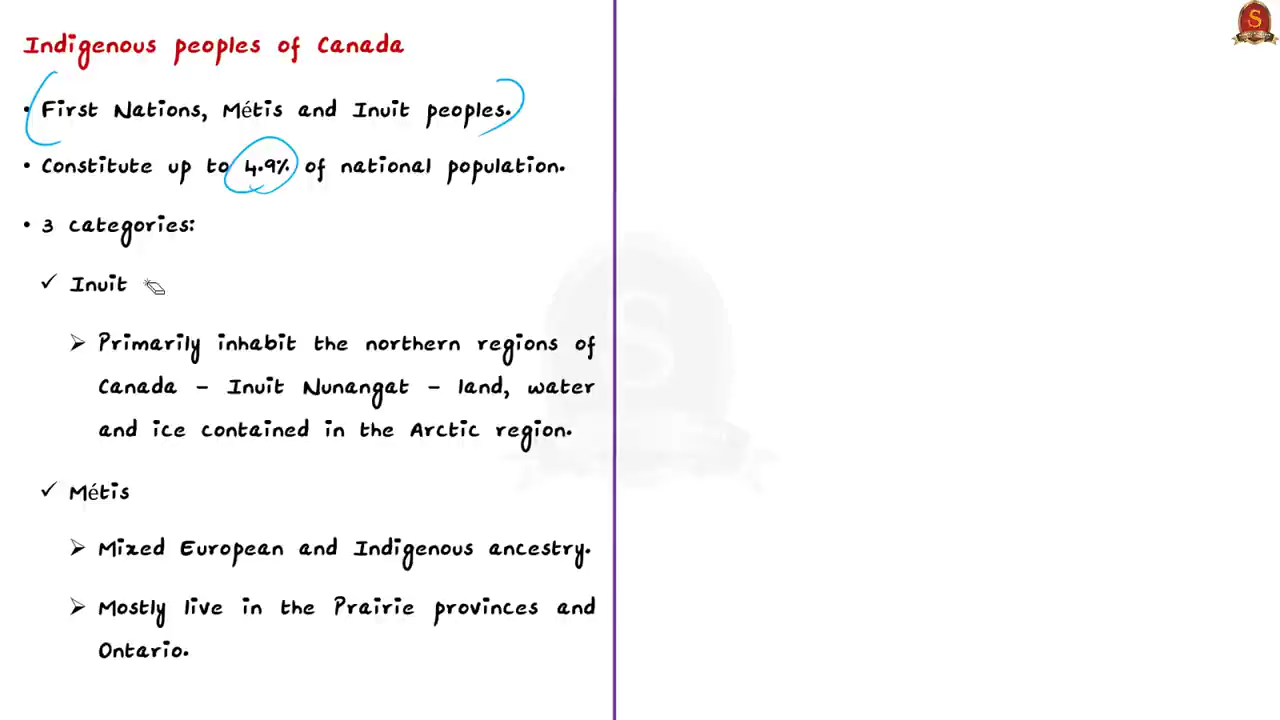 Indigenous peoples of Canada
• First Nations, Métis and Inuit peoples.
• Constitute up to 4.9% of national population.
• 3 categories:
✓ Inuit
➢ Primarily inhabit the northern regions of
Canada – Inuit Nunangat – land, water
and ice contained in the Arctic region.
✓ Métis
➢ Mixed European and Indigenous ancestry.
➢ Mostly live in the Prairie provinces and
Ontario.
S